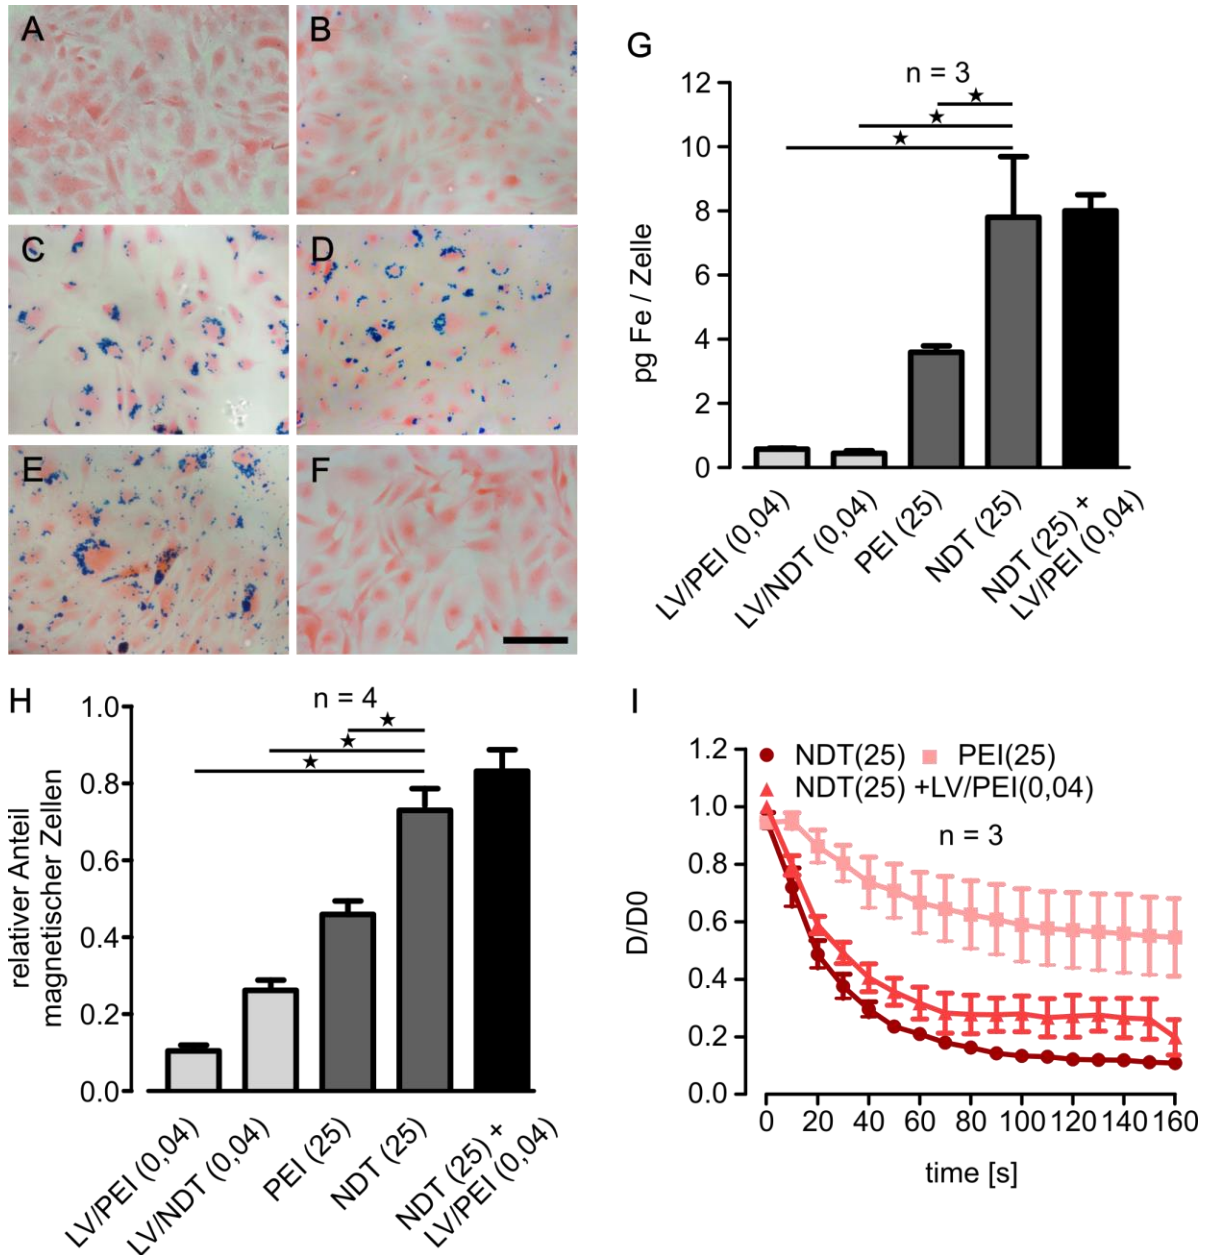 A
B
C
D
E
F
G
n = 3
★
★
★
pg Fe / Zelle
12
10
8
6
4
2
0
LV/PEI (0,04)
LV/NDT (0,04)
PEI (25)
NDT (25)
NDT (25) +
LV/PEI (0,04)
H
n = 4
★
★
★
relativer Anteil
magnetischer Zellen
1.0
0.8
0.6
0.4
0.2
0.0
LV/PEI (0,04)
LV/NDT (0,04)
PEI (25)
NDT (25)
NDT (25) +
LV/PEI (0,04)
I
NDT(25) PEI(25)
NDT(25) +LV/PEI(0,04)
n = 3
D/D0
1.2
1.0
0.8
0.6
0.4
0.2
0.0
0 20 40 60 80 100 120 140 160
time [s]